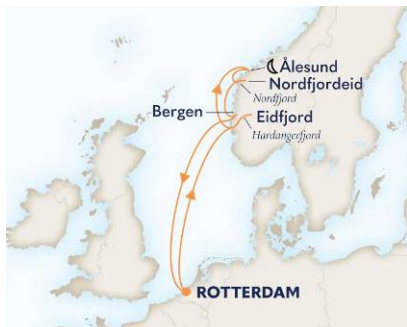 Ålesund
Nordfjordeid
Nordfjord
Bergen
Eidfjord
Hardangerfjord
ROTTERDAM